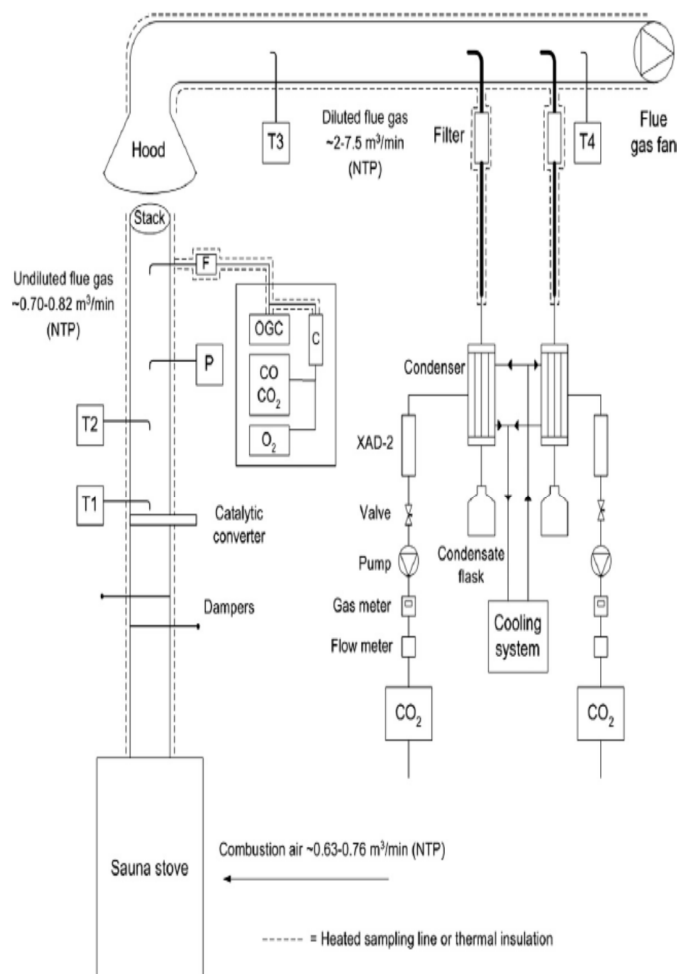 Diluted flue gas
~2-7.5 m³/min
(NTP)
T3
Filter
T4
Flue
gas fan
Hood
Stack
Undiluted flue gas
~0.70-0.82 m³/min
(NTP)
F
OGC
C
CO
CO₂
O₂
P
T2
T1
Catalytic
converter
Dampers
Condenser
XAD-2
Valve
Pump
Gas meter
Flow meter
Condensate
flask
Cooling
system
CO₂
CO₂
Sauna stove
Combustion air ~0.63-0.76 m³/min (NTP)
= Heated sampling line or thermal insulation